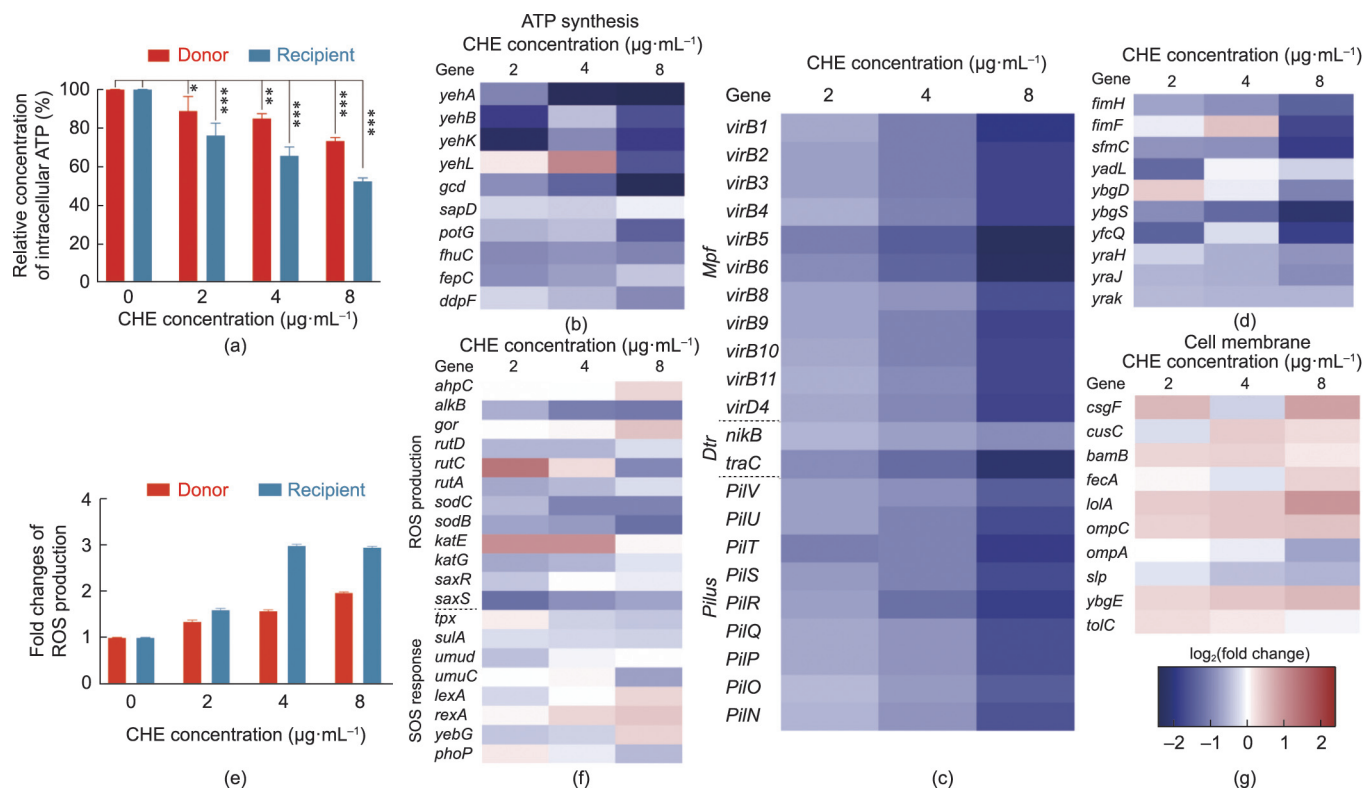 Donor Recipient
Relative concentration
of intracellular ATP (%)
100
80
60
40
20
0
* *** ** *** *** ***
0 2 4 8
CHE concentration (µg·mL⁻¹)
(a)
ATP synthesis
CHE concentration (µg·mL⁻¹)
Gene 2 4 8
yehA
yehB
yehK
yehL
gcd
sapD
potG
fhuC
fepC
ddpF
(b)
CHE concentration (µg·mL⁻¹)
Gene 2 4 8
virB1
virB2
virB3
virB4
virB5
virB6
virB8
virB9
virB10
virB11
virD4
nikB
traC
PilV
PilU
PilT
PilS
PilR
PilQ
PilP
PilO
PilN
Mpf
Dtr
Pilus
(c)
CHE concentration (µg·mL⁻¹)
Gene 2 4 8
fimH
fimF
sfmC
yadL
ybgD
ybgS
yfcQ
yraH
yraJ
yrak
(d)
Donor Recipient
Fold changes of
ROS production
4
3
2
1
0
0 2 4 8
CHE concentration (µg·mL⁻¹)
(e)
CHE concentration (µg·mL⁻¹)
Gene 2 4 8
ahpC
alkB
gor
rutD
rutC
rutA
sodC
sodB
katE
katG
saxR
saxS
tpx
sulA
umud
umuC
lexA
rexA
yebG
phoP
ROS production
SOS response
(f)
Cell membrane
CHE concentration (µg·mL⁻¹)
Gene 2 4 8
csgF
cusC
bamB
fecA
lolA
ompC
ompA
slp
ybgE
tolC
log₂(fold change)
–2 –1 0 1 2
(g)